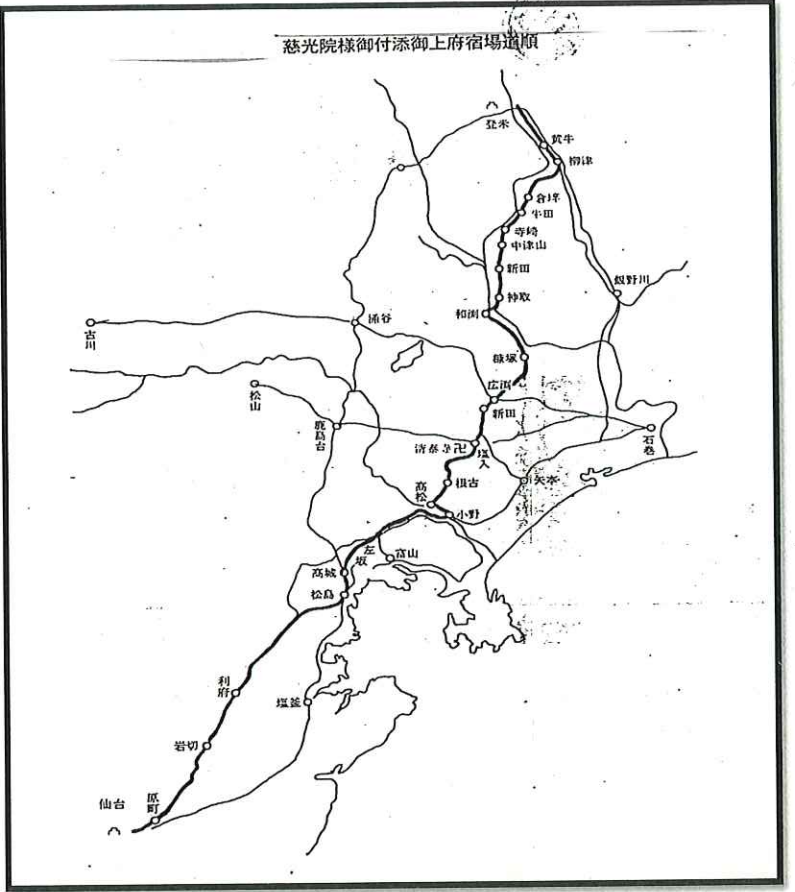 慈光院様御付添御上府宿場道順
登米
黄牛
柳津
倉埣
牛田
寺崎
中津山
新田
神取
飯野川
和渕
涌谷
古川
糠塚
広渕
松山
新田
鹿島台
石巻
清泰寺卍
塩入
矢本
根古
高松
小野
左坂
富山
高城
松島
利府
塩釜
岩切
原町
仙台